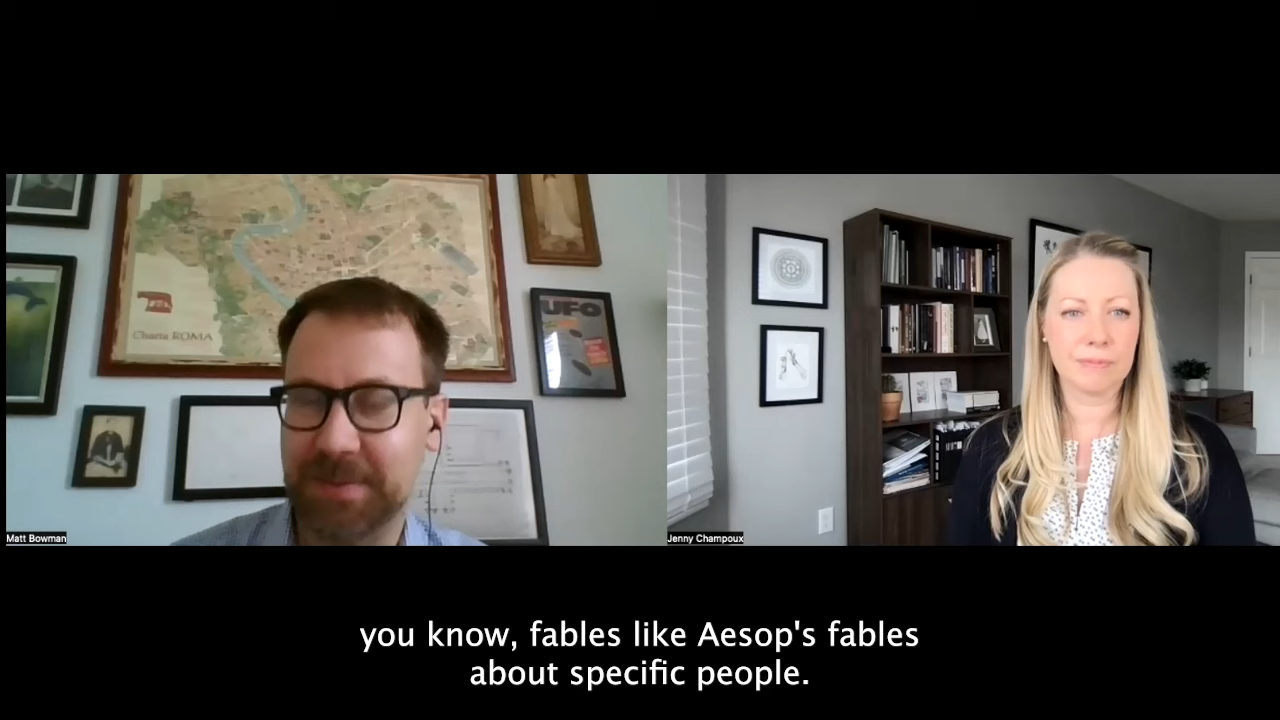 UFO
Charta ROMA
Matt Bowman
Jenny Champoux
you know, fables like Aesop's fables
about specific people.